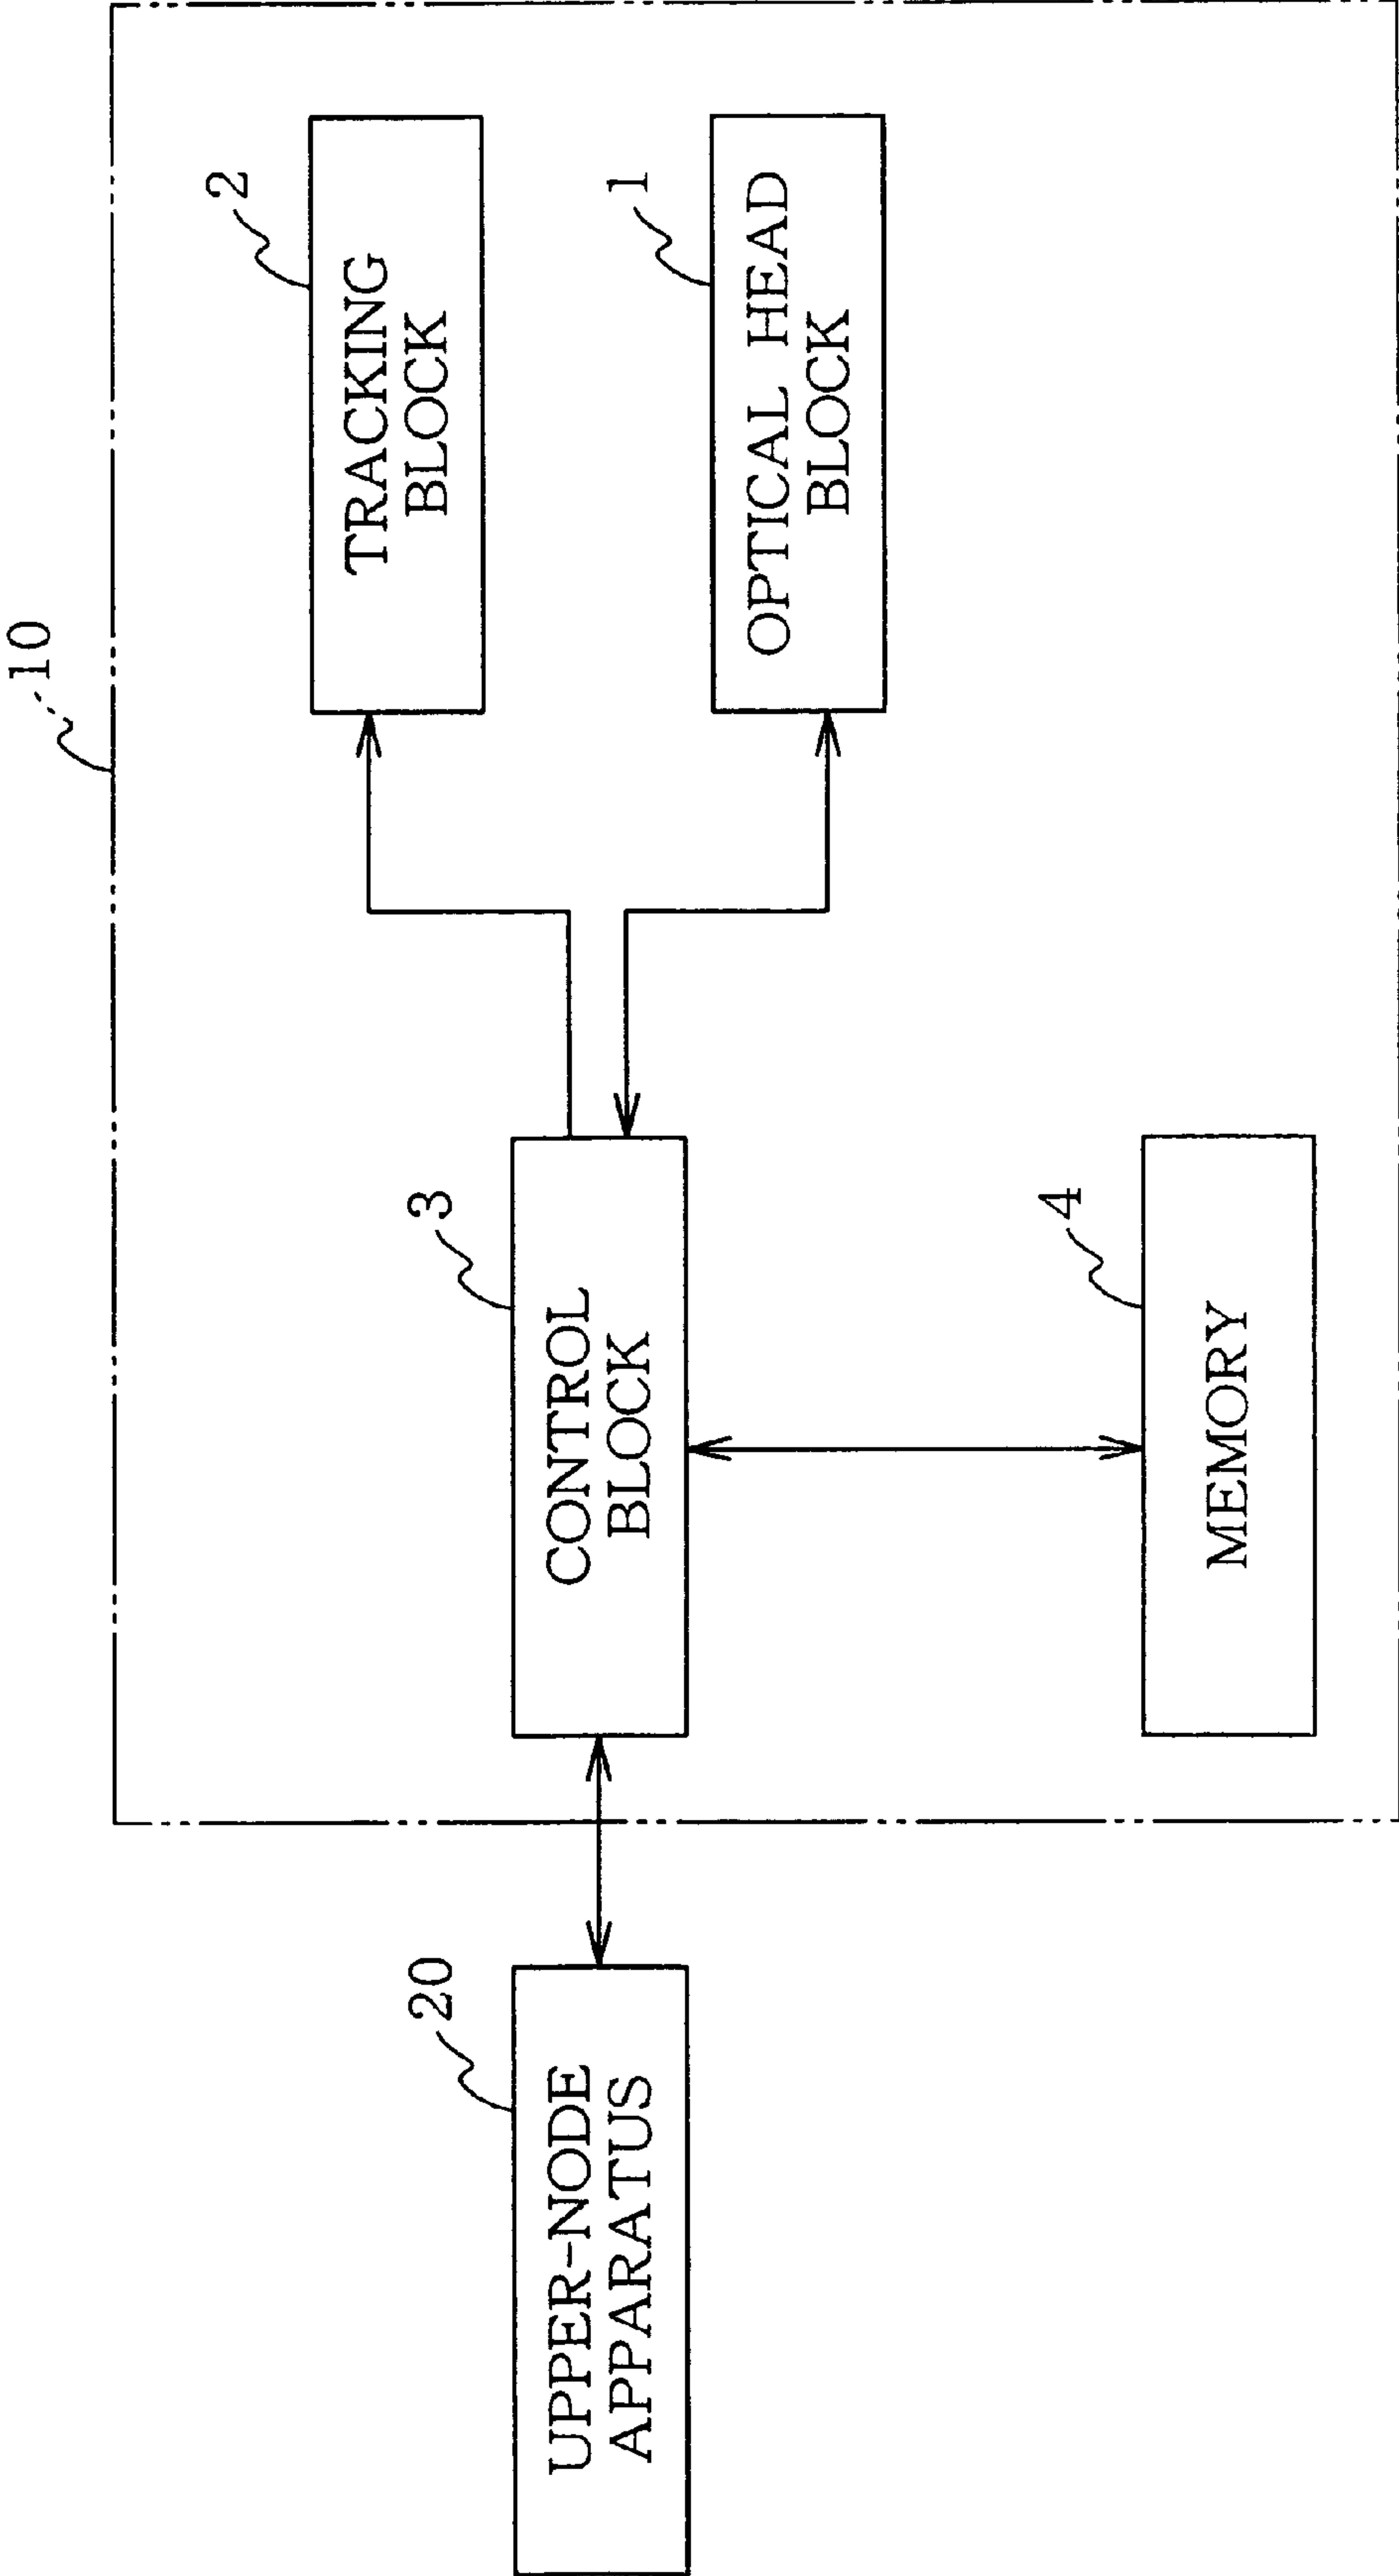 10
2
TRACKING
BLOCK
1
OPTICAL HEAD
BLOCK
3
CONTROL
BLOCK
4
MEMORY
20
UPPER-NODE
APPARATUS